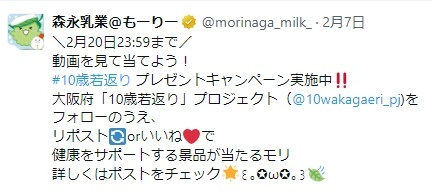 森永乳業@もーりー @morinaga_milk_ · 2月7日
＼2月20日23:59まで／
動画を見て当てよう！
#10歳若返り プレゼントキャンペーン実施中‼️
大阪府「10歳若返り」プロジェクト（@10wakagaeri_pj)を
フォローのうえ、
リポスト🔄orいいね❤️で
健康をサポートする景品が当たるモリ
詳しくはポストをチェック🌟꒰｡✪ω✪｡꒱🍃